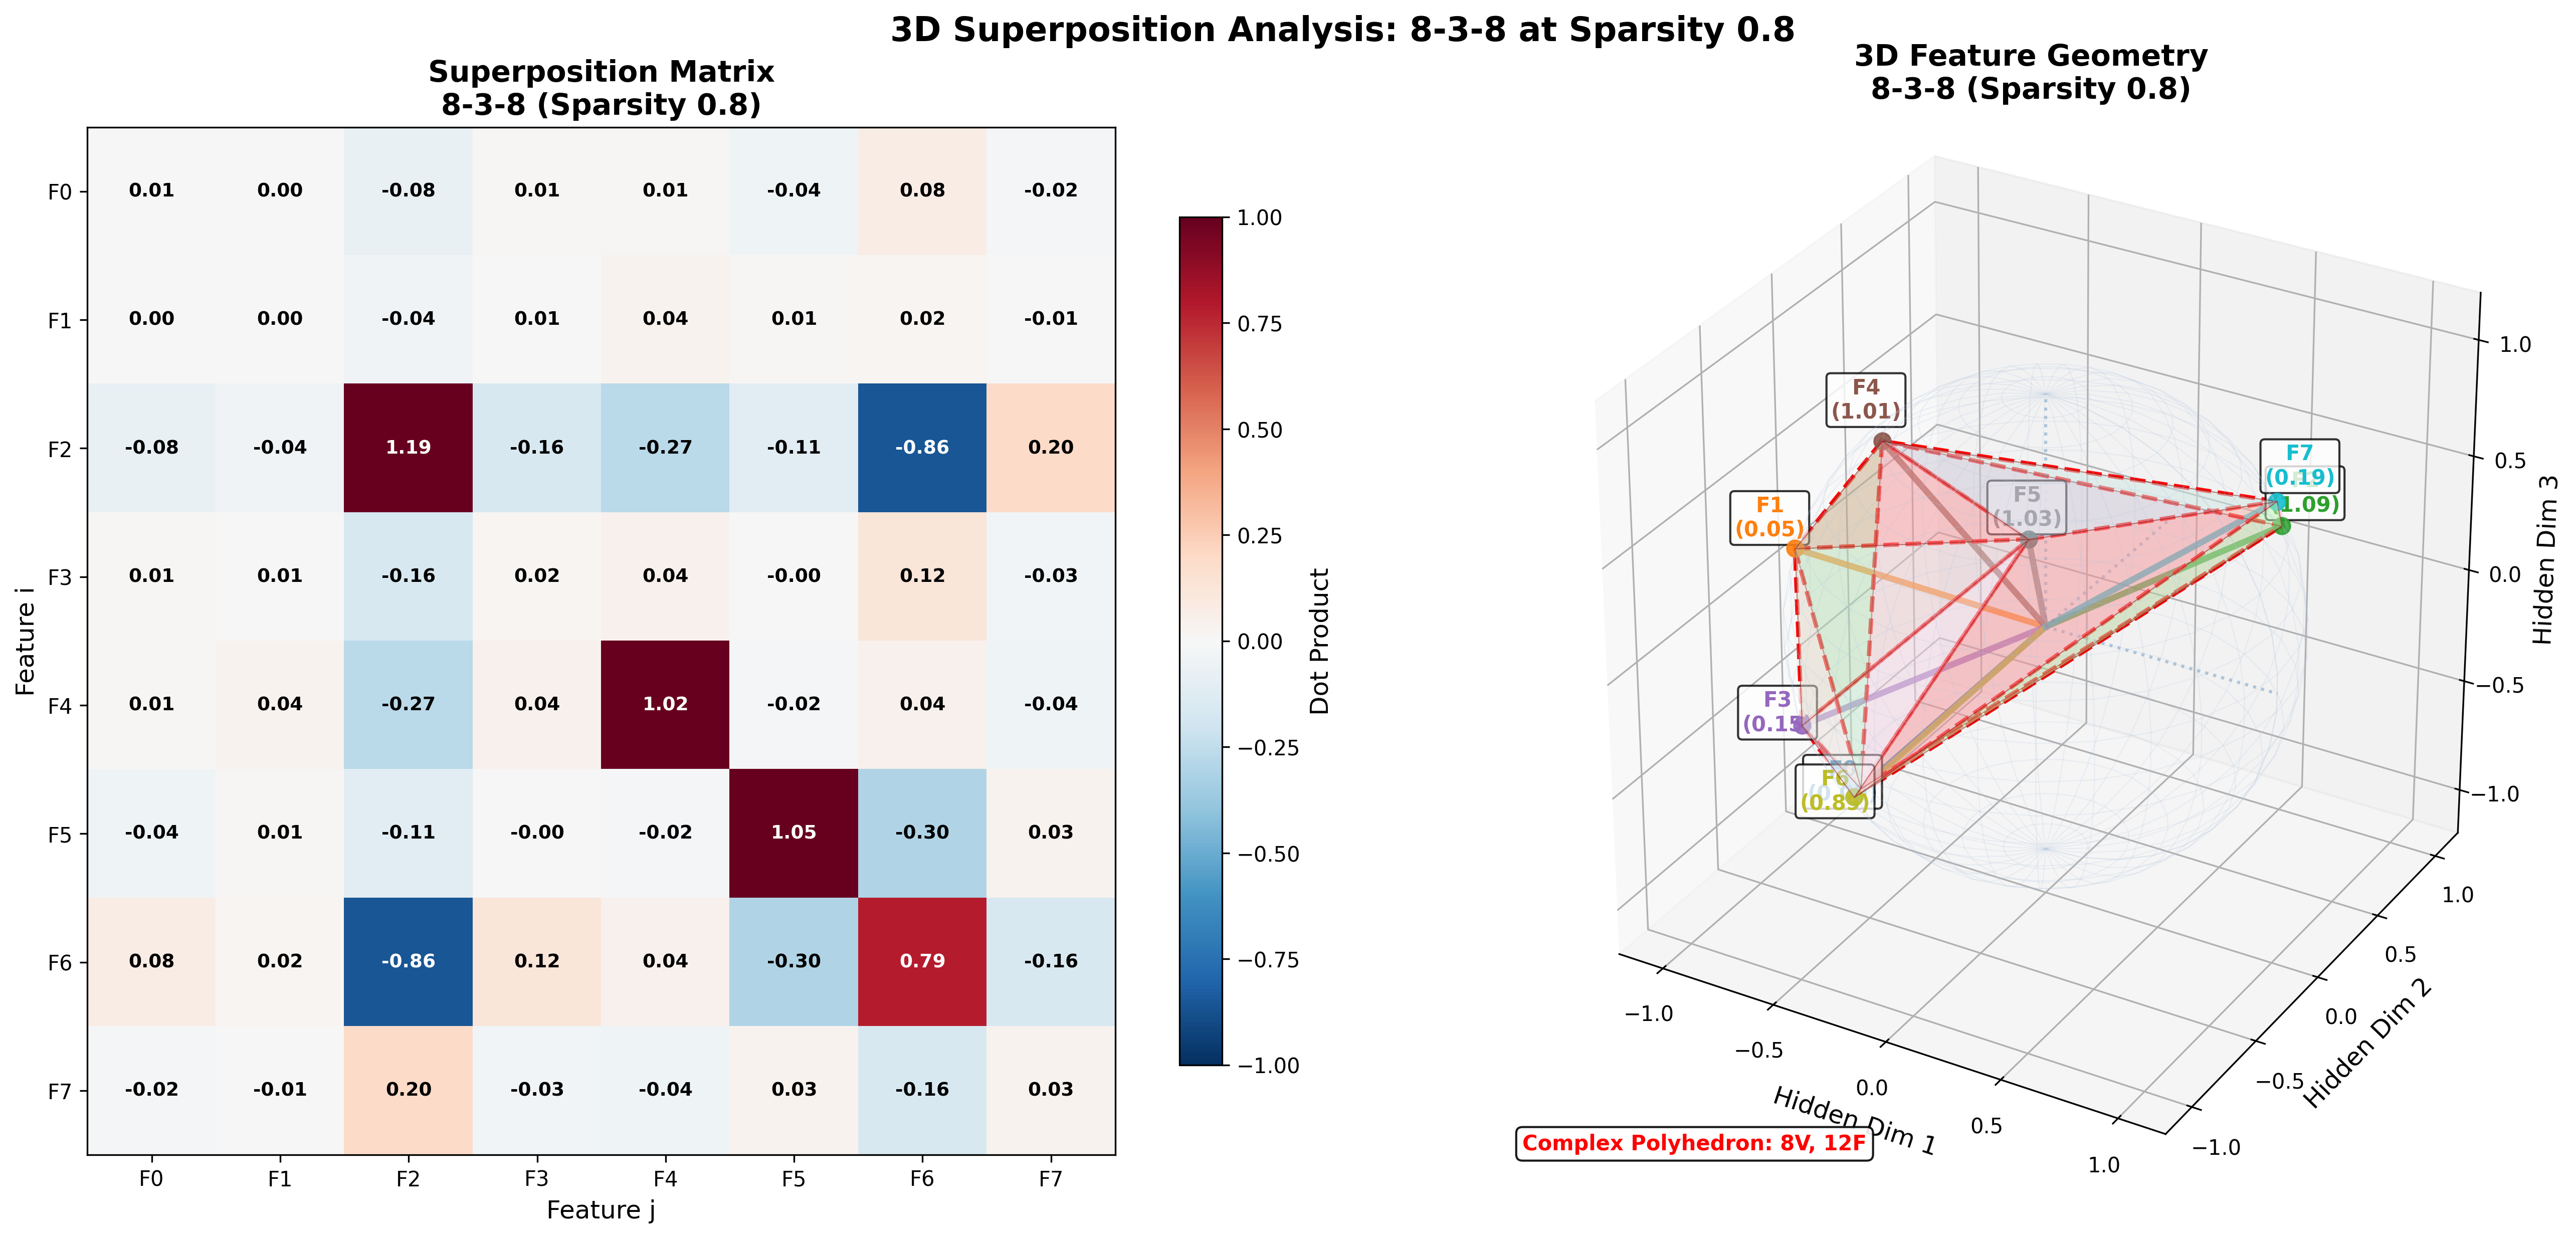 3D Superposition Analysis: 8-3-8 at Sparsity 0.8
Superposition Matrix
8-3-8 (Sparsity 0.8)
F0 0.01 0.00 -0.08 0.01 0.01 -0.04 0.08 -0.02
F1 0.00 0.00 -0.04 0.01 0.04 0.01 0.02 -0.01
F2 -0.08 -0.04 1.19 -0.16 -0.27 -0.11 -0.86 0.20
F3 0.01 0.01 -0.16 0.02 0.04 -0.00 0.12 -0.03
F4 0.01 0.04 -0.27 0.04 1.02 -0.02 0.04 -0.04
F5 -0.04 0.01 -0.11 -0.00 -0.02 1.05 -0.30 0.03
F6 0.08 0.02 -0.86 0.12 0.04 -0.30 0.79 -0.16
F7 -0.02 -0.01 0.20 -0.03 -0.04 0.03 -0.16 0.03
F0 F1 F2 F3 F4 F5 F6 F7
Feature j
Feature i
1.00
0.75
0.50
0.25
0.00
−0.25
−0.50
−0.75
−1.00
Dot Product
3D Feature Geometry
8-3-8 (Sparsity 0.8)
F4
(1.01)
F7
(0.19)
1.09)
F1
(0.05)
F5
(1.03)
F3
(0.15
F6
(0.89)
1.0
0.5
0.0
−0.5
−1.0
Hidden Dim 3
1.0
0.5
0.0
−0.5
−1.0
Hidden Dim 2
−1.0
−0.5
0.0
0.5
1.0
Hidden Dim 1
Complex Polyhedron: 8V, 12F